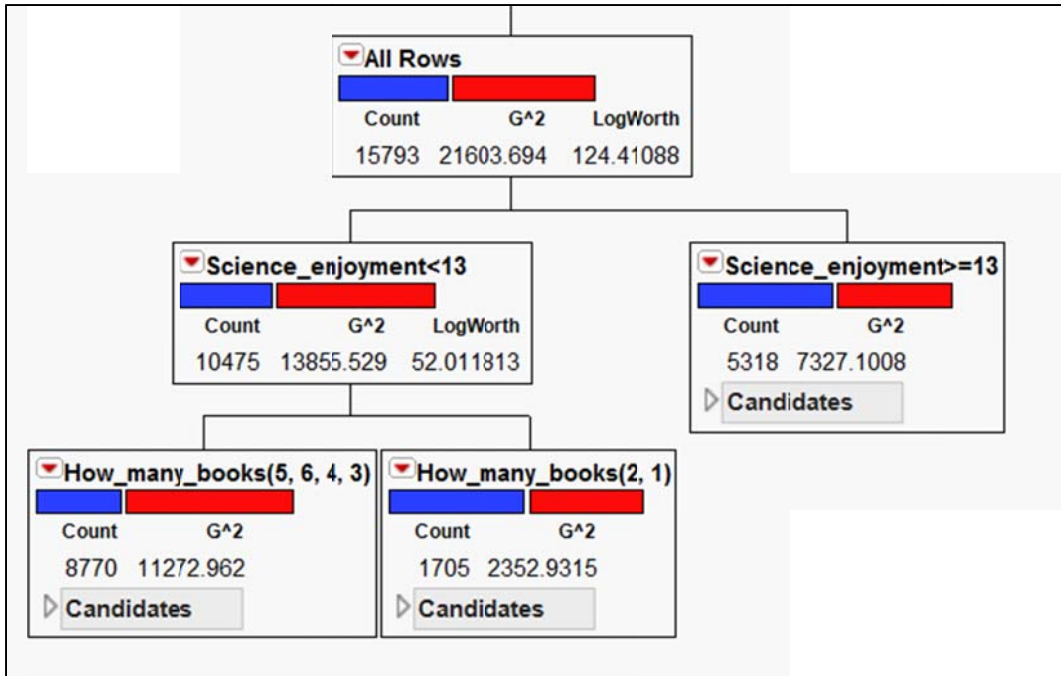 All Rows
Count G^2 LogWorth
15793 21603.694 124.41088
Science_enjoyment<13
Count G^2 LogWorth
10475 13855.529 52.011813
Science_enjoyment>=13
Count G^2
5318 7327.1008
Candidates
How_many_books(5, 6, 4, 3)
Count G^2
8770 11272.962
Candidates
How_many_books(2, 1)
Count G^2
1705 2352.9315
Candidates